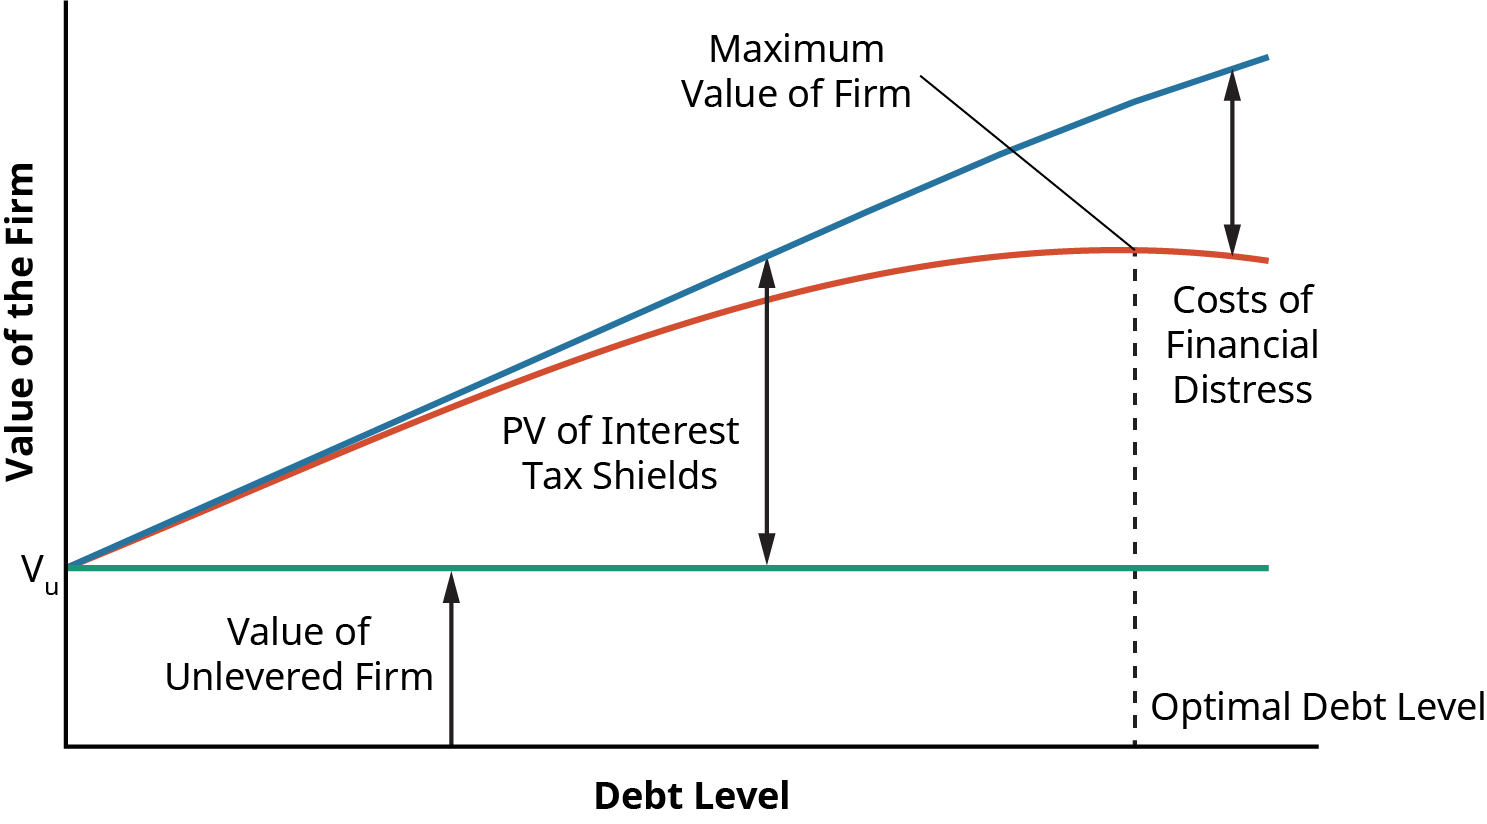 Maximum
Value of Firm
Value of the Firm
Costs of
Financial
Distress
PV of Interest
Tax Shields
Vu
Value of
Unlevered Firm
Optimal Debt Level
Debt Level